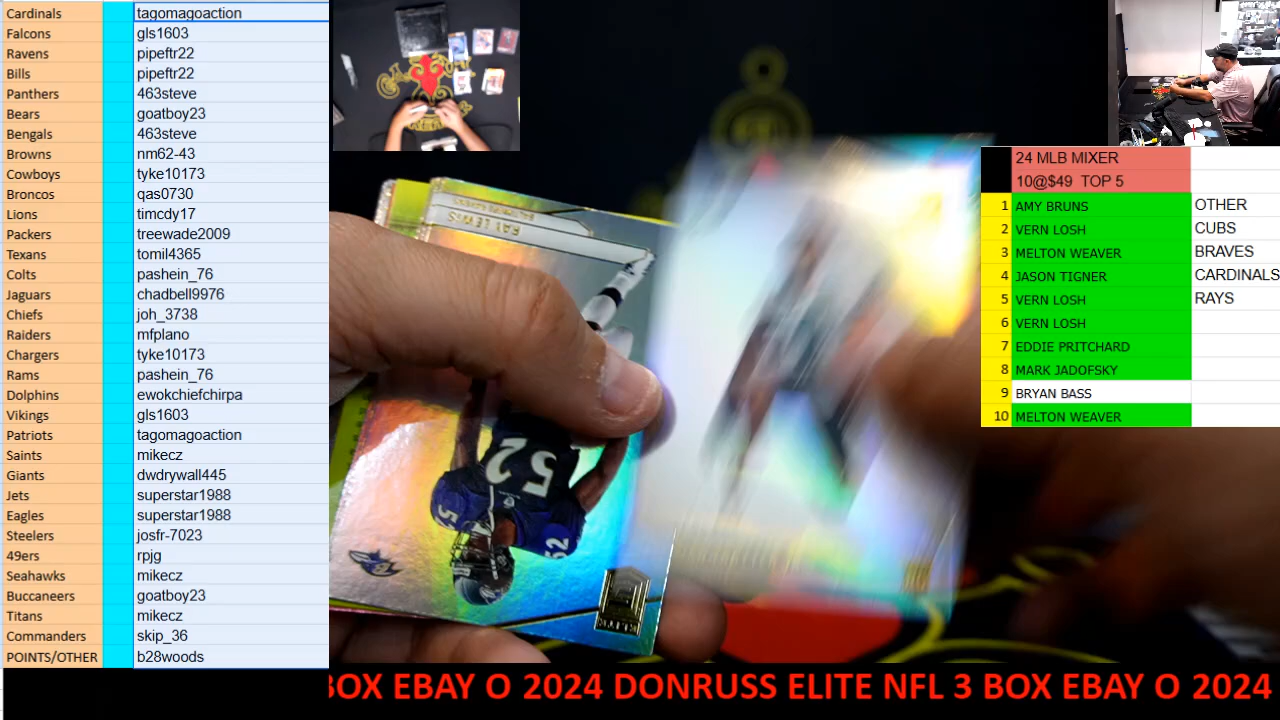 Cardinals tagomagoaction
Falcons gls1603
Ravens pipeftr22
Bills pipeftr22
Panthers 463steve
Bears goatboy23
Bengals 463steve
Browns nm62-43
Cowboys tyke10173
Broncos qas0730
Lions timcdy17
Packers treewade2009
Texans tomil4365
Colts pashein_76
Jaguars chadbell9976
Chiefs joh_3738
Raiders mfplano
Chargers tyke10173
Rams pashein_76
Dolphins ewokchiefchirpa
Vikings gls1603
Patriots tagomagoaction
Saints mikecz
Giants dwdrywall445
Jets superstar1988
Eagles superstar1988
Steelers josfr-7023
49ers rpjg
Seahawks mikecz
Buccaneers goatboy23
Titans mikecz
Commanders skip_36
POINTS/OTHER b28woods
RAY LEWIS
52
52
5
ELITE
24 MLB MIXER
10@$49 TOP 5
1 AMY BRUNS OTHER
2 VERN LOSH CUBS
3 MELTON WEAVER BRAVES
4 JASON TIGNER CARDINALS
5 VERN LOSH RAYS
6 VERN LOSH
7 EDDIE PRITCHARD
8 MARK JADOFSKY
9 BRYAN BASS
10 MELTON WEAVER
BOX EBAY O 2024 DONRUSS ELITE NFL 3 BOX EBAY O 2024